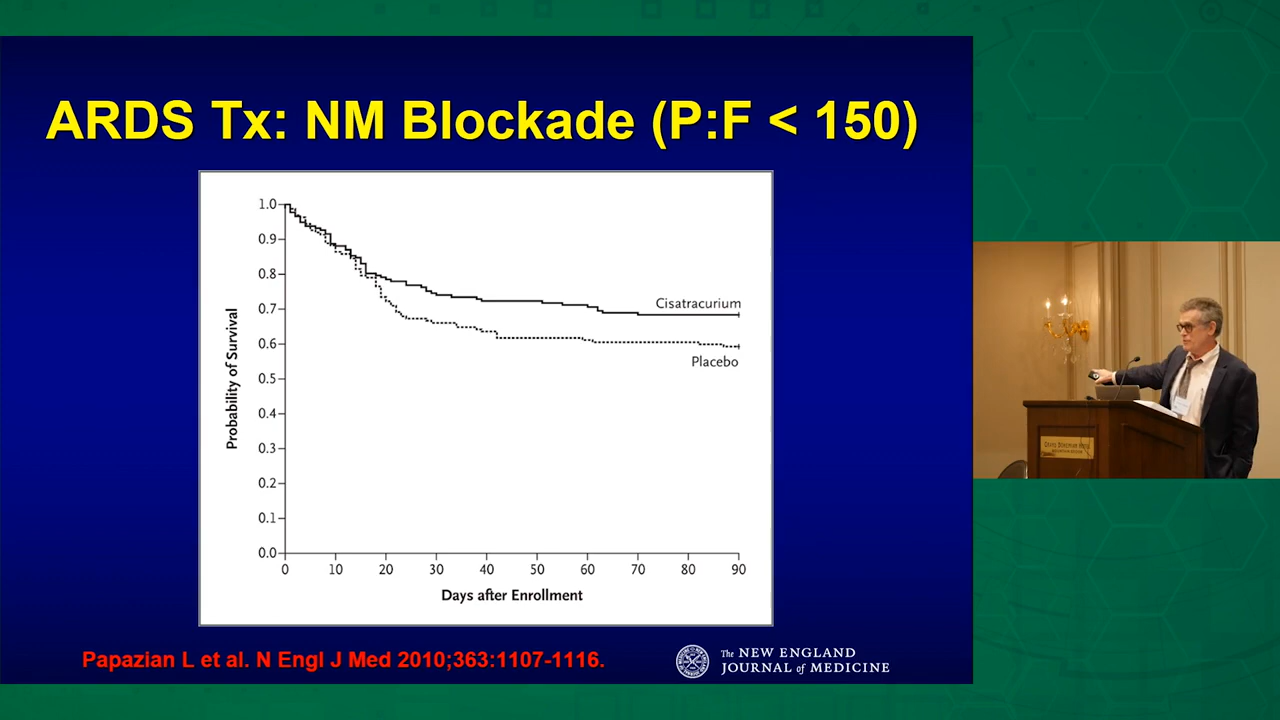 ARDS Tx: NM Blockade (P:F < 150)
1.0
0.9
0.8
0.7
0.6
0.5
0.4
0.3
0.2
0.1
0.0
Probability of Survival
Cisatracurium
Placebo
0 10 20 30 40 50 60 70 80 90
Days after Enrollment
Papazian L et al. N Engl J Med 2010;363:1107-1116.
The NEW ENGLAND
JOURNAL of MEDICINE